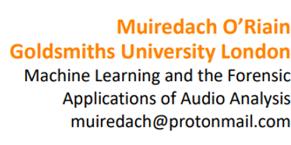 Muiredach O’Riain
Goldsmiths University London
Machine Learning and the Forensic
Applications of Audio Analysis
muiredach@protonmail.com